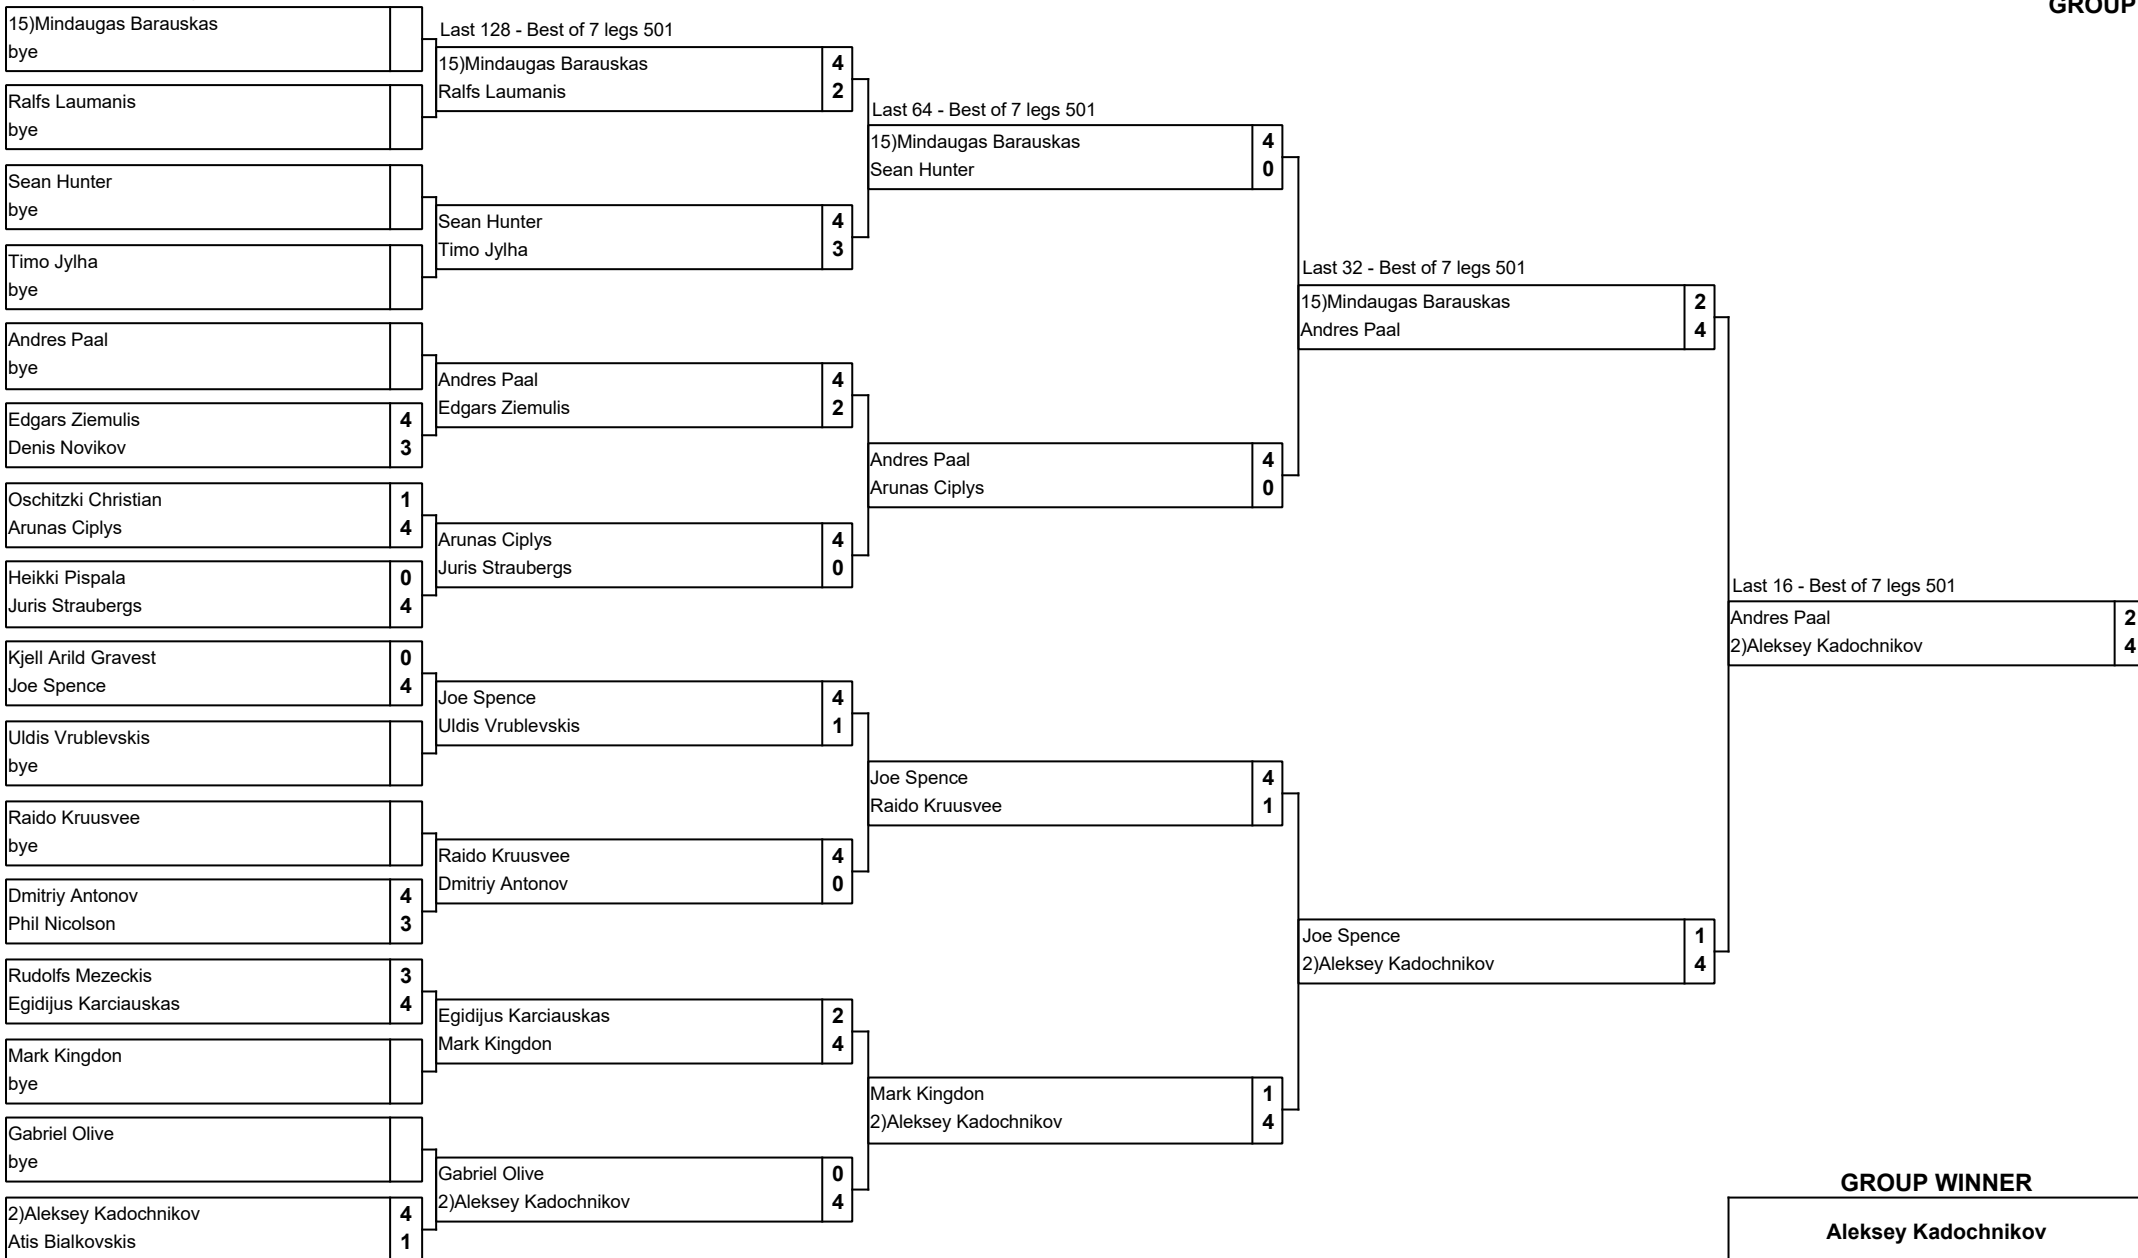 GROUP
15)Mindaugas Barauskas
bye
Ralfs Laumanis
bye
Sean Hunter
bye
Timo Jylha
bye
Andres Paal
bye
Edgars Ziemulis 4
Denis Novikov 3
Oschitzki Christian 1
Arunas Ciplys 4
Heikki Pispala 0
Juris Straubergs 4
Kjell Arild Gravest 0
Joe Spence 4
Uldis Vrublevskis
bye
Raido Kruusvee
bye
Dmitriy Antonov 4
Phil Nicolson 3
Rudolfs Mezeckis 3
Egidijus Karciauskas 4
Mark Kingdon
bye
Gabriel Olive
bye
2)Aleksey Kadochnikov 4
Atis Bialkovskis 1
Last 128 - Best of 7 legs 501
15)Mindaugas Barauskas 4
Ralfs Laumanis 2
Sean Hunter 4
Timo Jylha 3
Andres Paal 4
Edgars Ziemulis 2
Arunas Ciplys 4
Juris Straubergs 0
Joe Spence 4
Uldis Vrublevskis 1
Raido Kruusvee 4
Dmitriy Antonov 0
Egidijus Karciauskas 2
Mark Kingdon 4
Gabriel Olive 0
2)Aleksey Kadochnikov 4
Last 64 - Best of 7 legs 501
15)Mindaugas Barauskas 4
Sean Hunter 0
Andres Paal 4
Arunas Ciplys 0
Joe Spence 4
Raido Kruusvee 1
Mark Kingdon 1
2)Aleksey Kadochnikov 4
Last 32 - Best of 7 legs 501
15)Mindaugas Barauskas 2
Andres Paal 4
Joe Spence 1
2)Aleksey Kadochnikov 4
Last 16 - Best of 7 legs 501
Andres Paal 2
2)Aleksey Kadochnikov 4
GROUP WINNER
Aleksey Kadochnikov